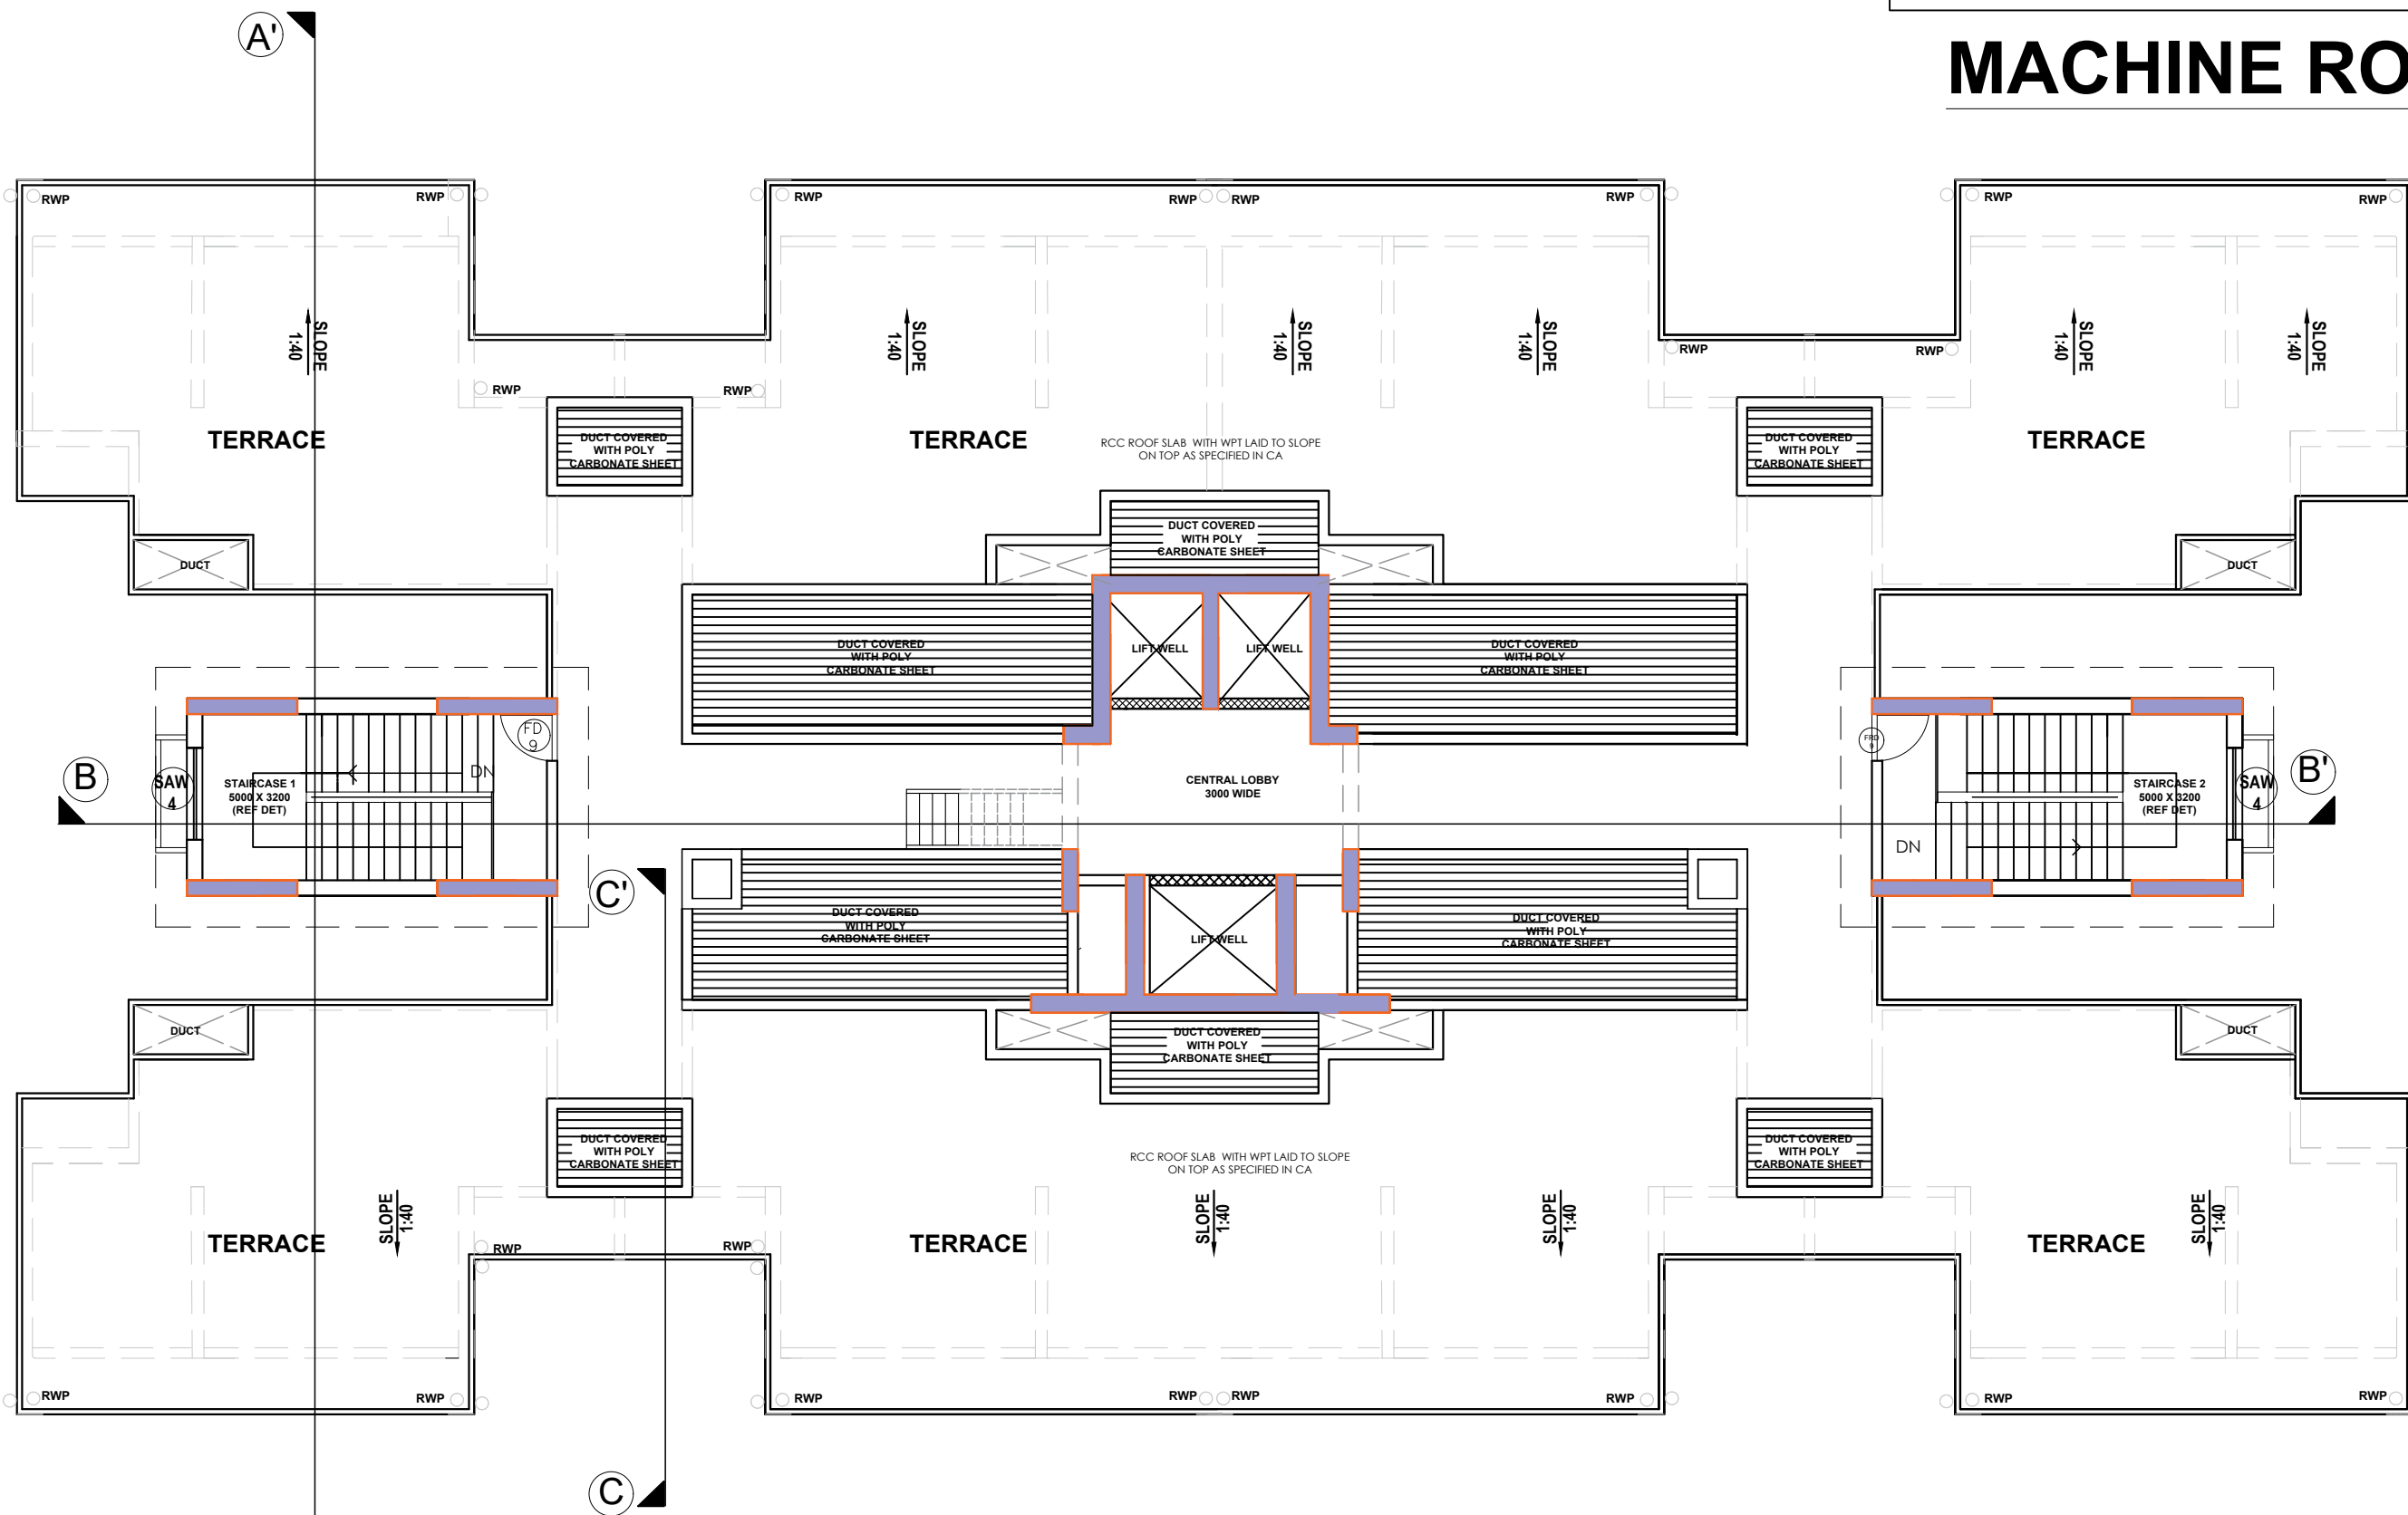 A'
MACHINE RO
RWP
RWP
RWP
RWP
RWP
RWP
RWP
RWP
SLOPE
1:40
SLOPE
1:40
SLOPE
1:40
SLOPE
1:40
SLOPE
1:40
SLOPE
1:40
RWP
RWP
RWP
RWP
TERRACE
TERRACE
TERRACE
DUCT COVERED
WITH POLY
CARBONATE SHEET
RCC ROOF SLAB WITH WPT LAID TO SLOPE
ON TOP AS SPECIFIED IN CA
DUCT COVERED
WITH POLY
CARBONATE SHEET
DUCT COVERED
WITH POLY
CARBONATE SHEET
DUCT
DUCT
DUCT COVERED
WITH POLY
CARBONATE SHEET
LIFT WELL
LIFT WELL
DUCT COVERED
WITH POLY
CARBONATE SHEET
FD
9
FRD
9
B
SAW
4
STAIRCASE 1
5000 X 3200
(REF DET)
DN
CENTRAL LOBBY
3000 WIDE
DN
STAIRCASE 2
5000 X 3200
(REF DET)
SAW
4
B'
C'
DUCT COVERED
WITH POLY
CARBONATE SHEET
LIFT WELL
DUCT COVERED
WITH POLY
CARBONATE SHEET
DUCT
DUCT COVERED
WITH POLY
CARBONATE SHEET
DUCT
DUCT COVERED
WITH POLY
CARBONATE SHEET
RCC ROOF SLAB WITH WPT LAID TO SLOPE
ON TOP AS SPECIFIED IN CA
DUCT COVERED
WITH POLY
CARBONATE SHEET
TERRACE
SLOPE
1:40
TERRACE
SLOPE
1:40
SLOPE
1:40
TERRACE
SLOPE
1:40
RWP
RWP
RWP
RWP
RWP
RWP
RWP
RWP
RWP
RWP
C